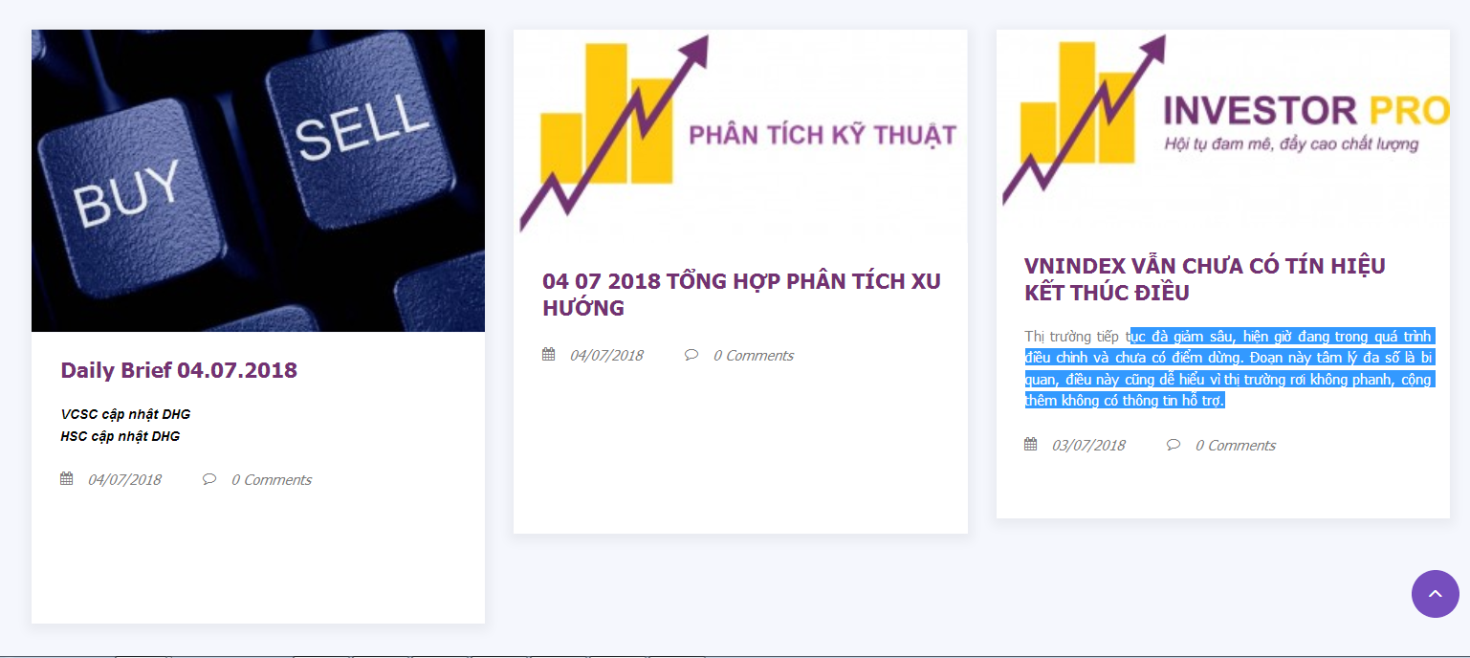 BUY
SELL
Daily Brief 04.07.2018
VCSC cập nhật DHG
HSC cập nhật DHG
04/07/2018 0 Comments
PHÂN TÍCH KỸ THUẬT
04 07 2018 TỔNG HỢP PHÂN TÍCH XU
HƯỚNG
04/07/2018 0 Comments
INVESTOR PRO
Hội tụ đam mê, đẩy cao chất lượng
VNINDEX VẪN CHƯA CÓ TÍN HIỆU
KẾT THÚC ĐIỀU
Thị trường tiếp tục đà giảm sâu, hiện giờ đang trong quá trình
điều chinh và chưa có điểm dừng. Đoạn này tâm lý đa số là bi
quan, điều này cũng dễ hiểu vì thị trường rơi không phanh, cộng
thêm không có thông tin hỗ trợ.
03/07/2018 0 Comments